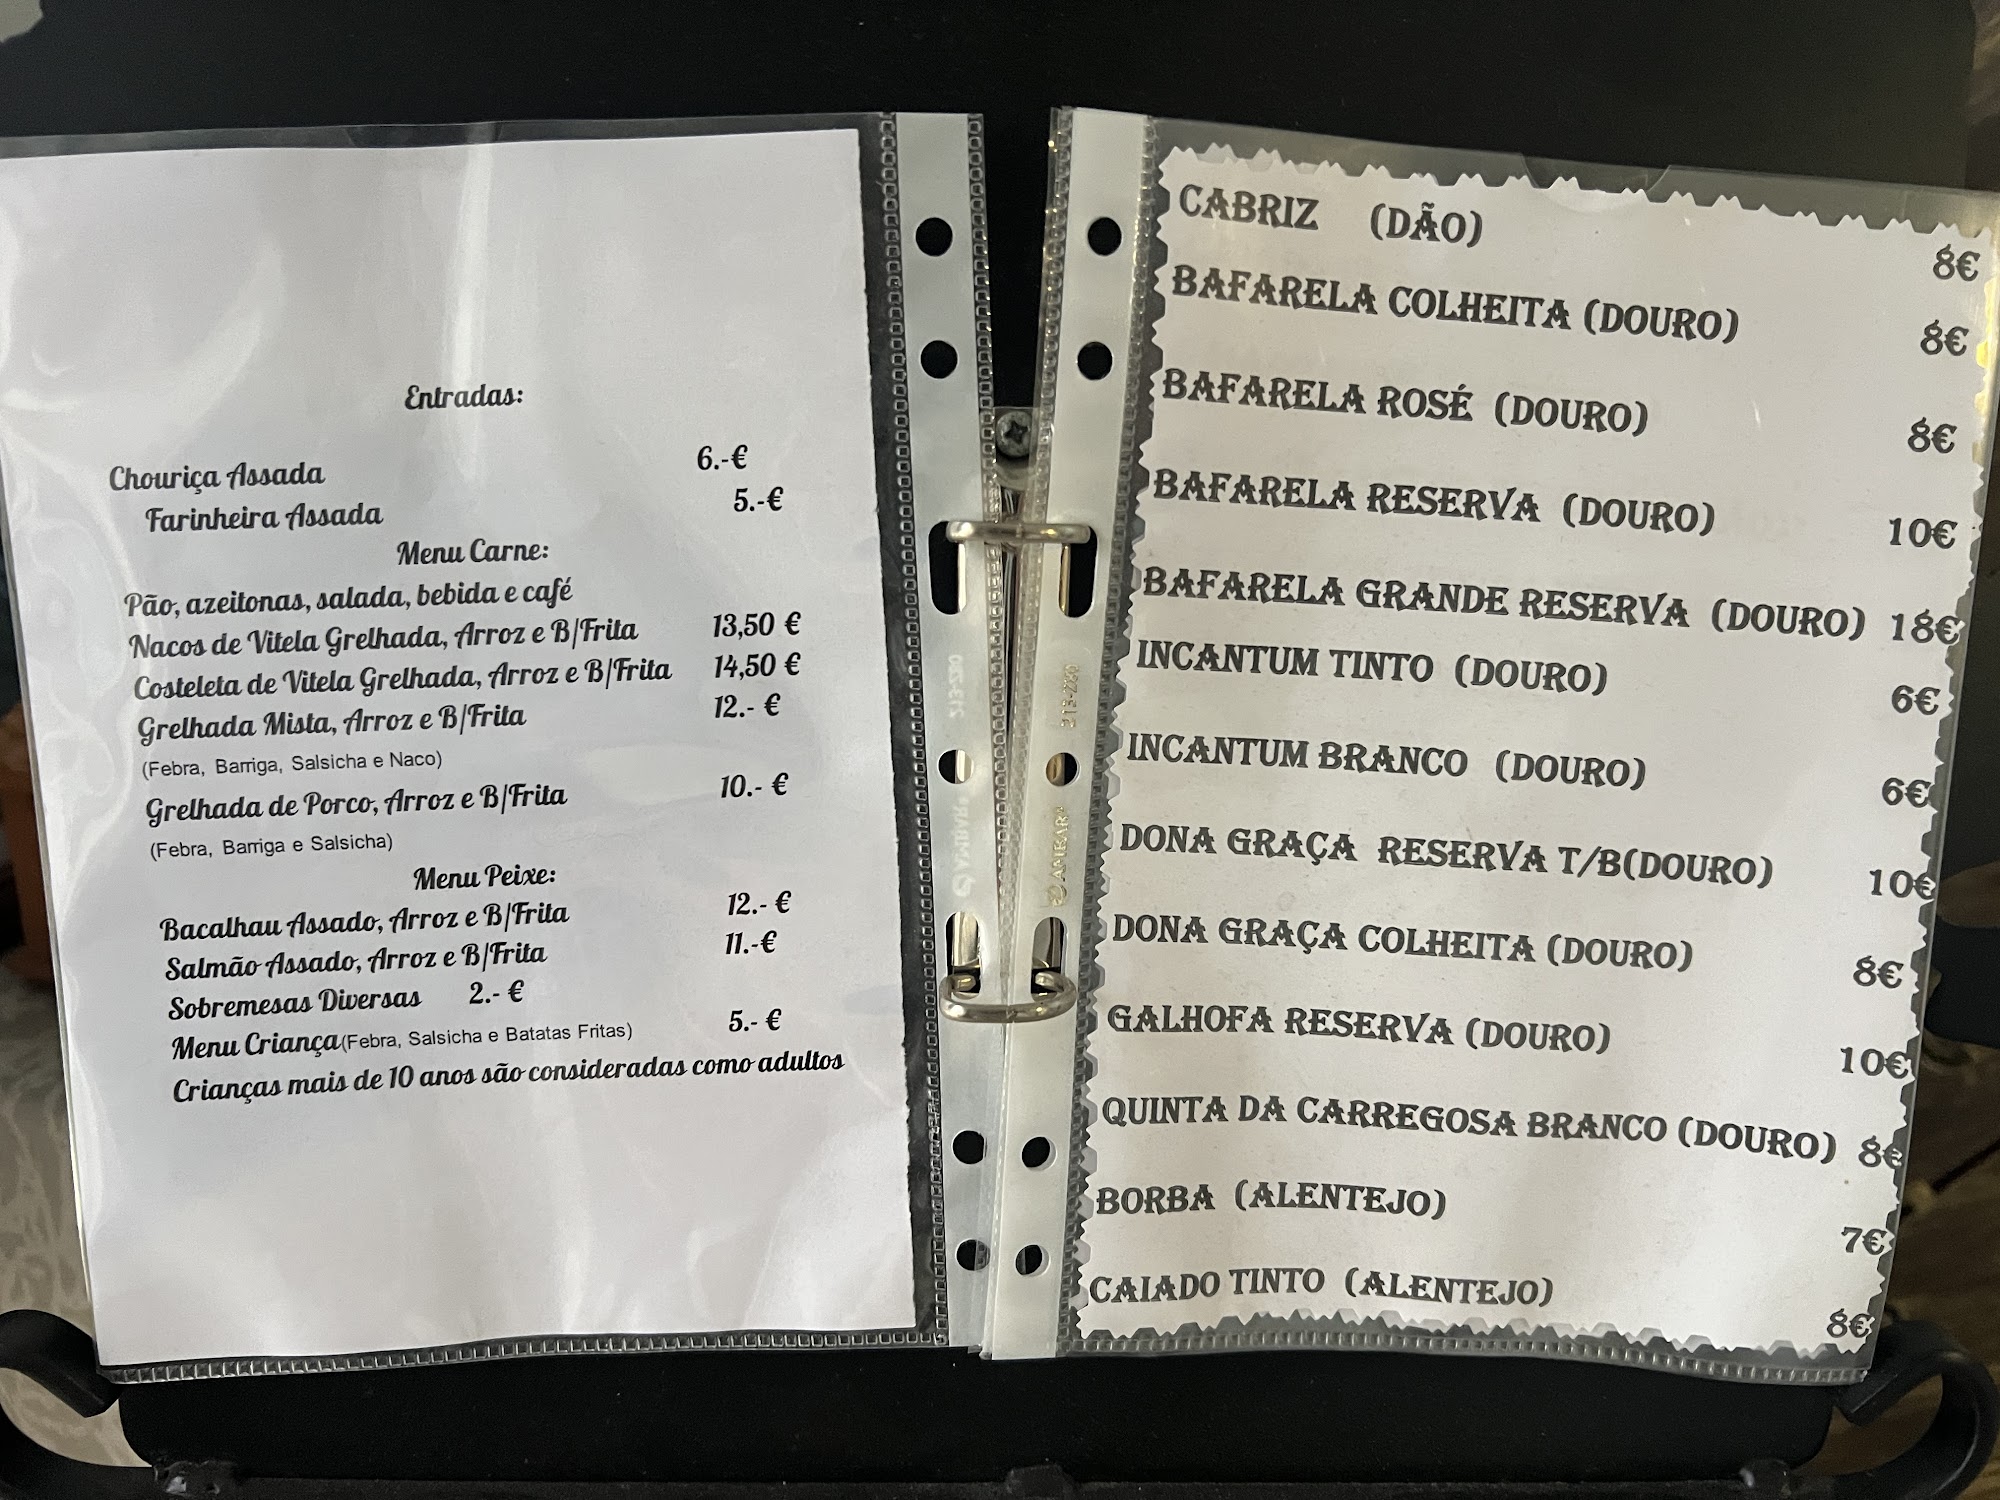 Entradas:
Chouriça Assada 6.-€
Farinheira Assada 5.-€
Menu Carne:
Pão, azeitonas, salada, bebida e café
Nacos de Vitela Grelhada, Arroz e B/Frita 13,50 €
Costeleta de Vitela Grelhada, Arroz e B/Frita 14,50 €
Grelhada Mista, Arroz e B/Frita 12.- €
(Febra, Barriga, Salsicha e Naco)
Grelhada de Porco, Arroz e B/Frita 10.- €
(Febra, Barriga e Salsicha)
Menu Peixe:
Bacalhau Assado, Arroz e B/Frita 12.- €
Salmão Assado, Arroz e B/Frita 11.-€
Sobremesas Diversas 2.- €
Menu Criança(Febra, Salsicha e Batatas Fritas) 5.- €
Crianças mais de 10 anos são consideradas como adultos
CABRIZ (DÃO) 8€
BAFARELA COLHEITA (DOURO) 8€
BAFARELA ROSÉ (DOURO) 8€
BAFARELA RESERVA (DOURO) 10€
BAFARELA GRANDE RESERVA (DOURO) 18€
INCANTUM TINTO (DOURO) 6€
INCANTUM BRANCO (DOURO) 6€
DONA GRAÇA RESERVA T/B(DOURO) 10€
DONA GRAÇA COLHEITA (DOURO) 8€
GALHOFA RESERVA (DOURO) 10€
QUINTA DA CARREGOSA BRANCO (DOURO) 8€
BORBA (ALENTEJO) 7€
CAIADO TINTO (ALENTEJO) 8€
AMBAR